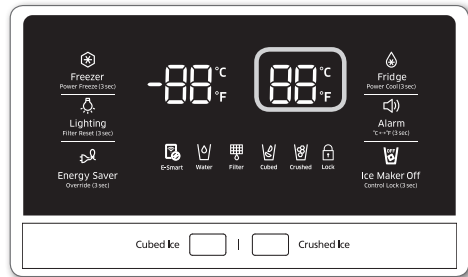 Freezer
Power Freeze (3 sec)
Lighting
Filter Reset (3 sec)
Energy Saver
Override (3 sec)
-88 °C
°F
88 °C
°F
E-Smart Water Filter Cubed Crushed Lock
Fridge
Power Cool (3 sec)
Alarm
°C ↔ °F (3 sec)
OFF
Ice Maker Off
Control Lock (3 sec)
Cubed Ice | Crushed Ice